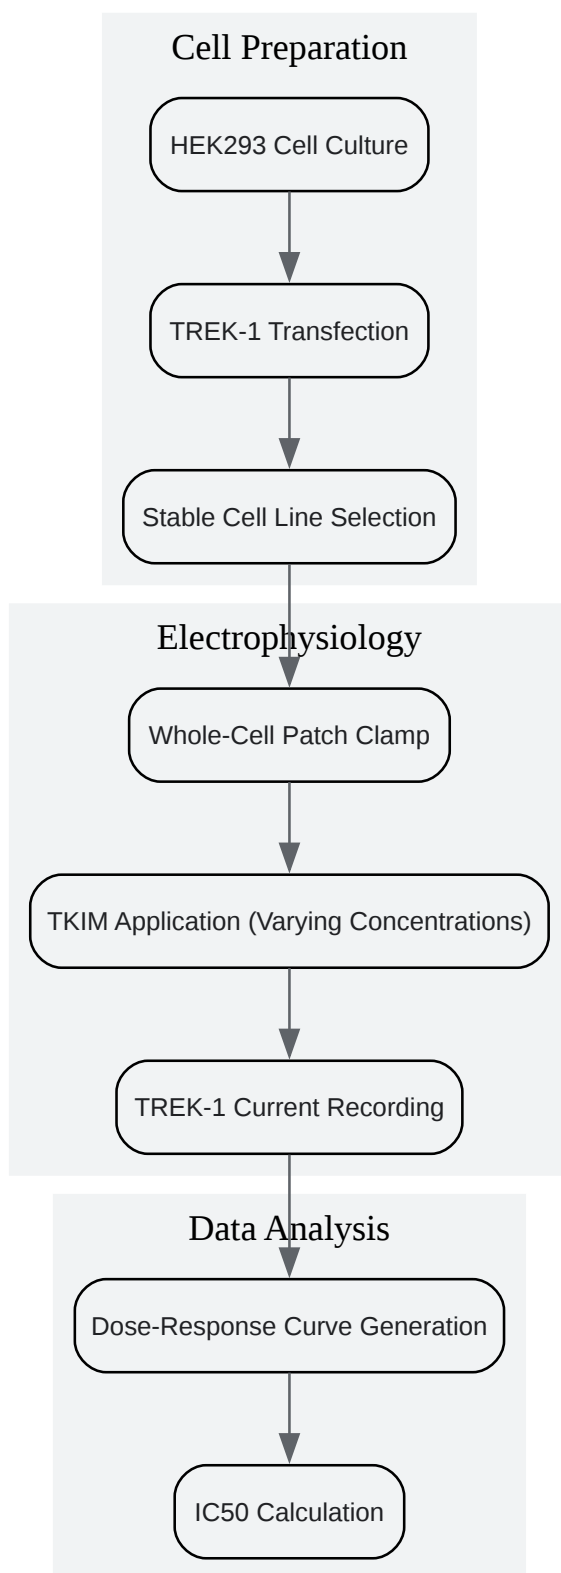 Cell Preparation
HEK293 Cell Culture
TREK-1 Transfection
Stable Cell Line Selection
Electrophysiology
Whole-Cell Patch Clamp
TKIM Application (Varying Concentrations)
TREK-1 Current Recording
Data Analysis
Dose-Response Curve Generation
IC50 Calculation